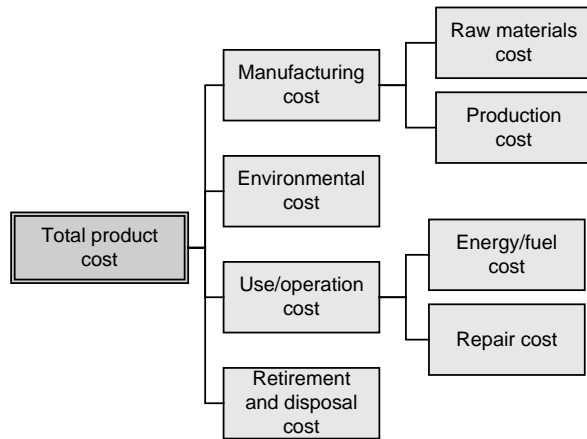 Total product
cost
Manufacturing
cost
Raw materials
cost
Production
cost
Environmental
cost
Use/operation
cost
Energy/fuel
cost
Repair cost
Retirement
and disposal
cost